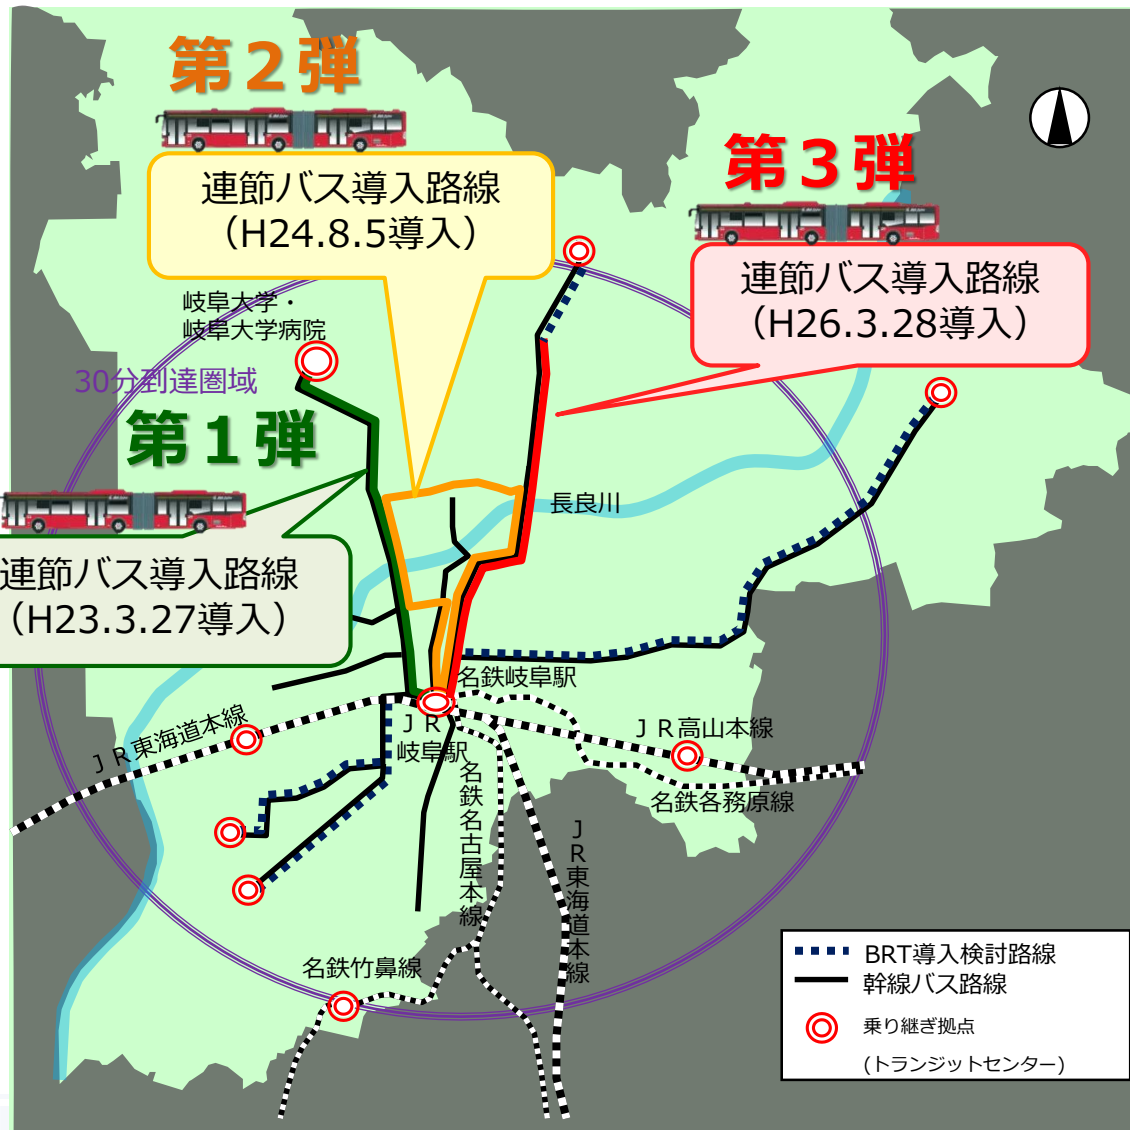 第２弾
連節バス導入路線
（H24.8.5導入）
第３弾
連節バス導入路線
（H26.3.28導入）
岐阜大学・
岐阜大学病院
30分到達圏域
第１弾
連節バス導入路線
（H23.3.27導入）
長良川
名鉄岐阜駅
ＪＲ
岐阜駅
ＪＲ東海道本線
ＪＲ高山本線
名鉄各務原線
名鉄名古屋本線
ＪＲ東海道本線
名鉄竹鼻線
BRT導入検討路線
幹線バス路線
乗り継ぎ拠点
(トランジットセンター)